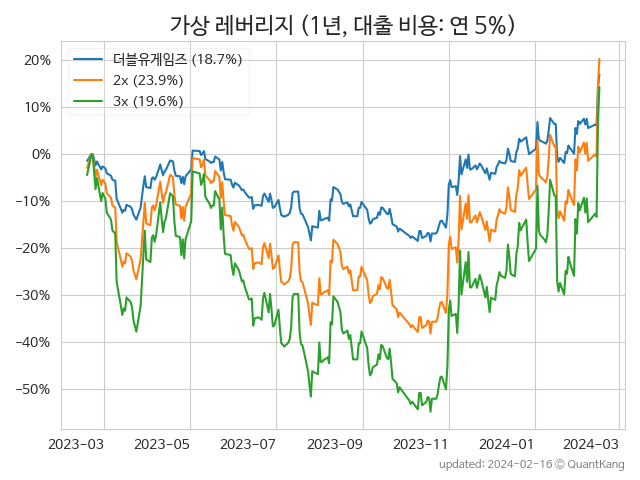 가상 레버리지 (1년, 대출 비용: 연 5%)
더블유게임즈 (18.7%)
2x (23.9%)
3x (19.6%)
20%
10%
0%
−10%
−20%
−30%
−40%
−50%
2023-03 2023-05 2023-07 2023-09 2023-11 2024-01 2024-03
updated: 2024-02-16 © QuantKang